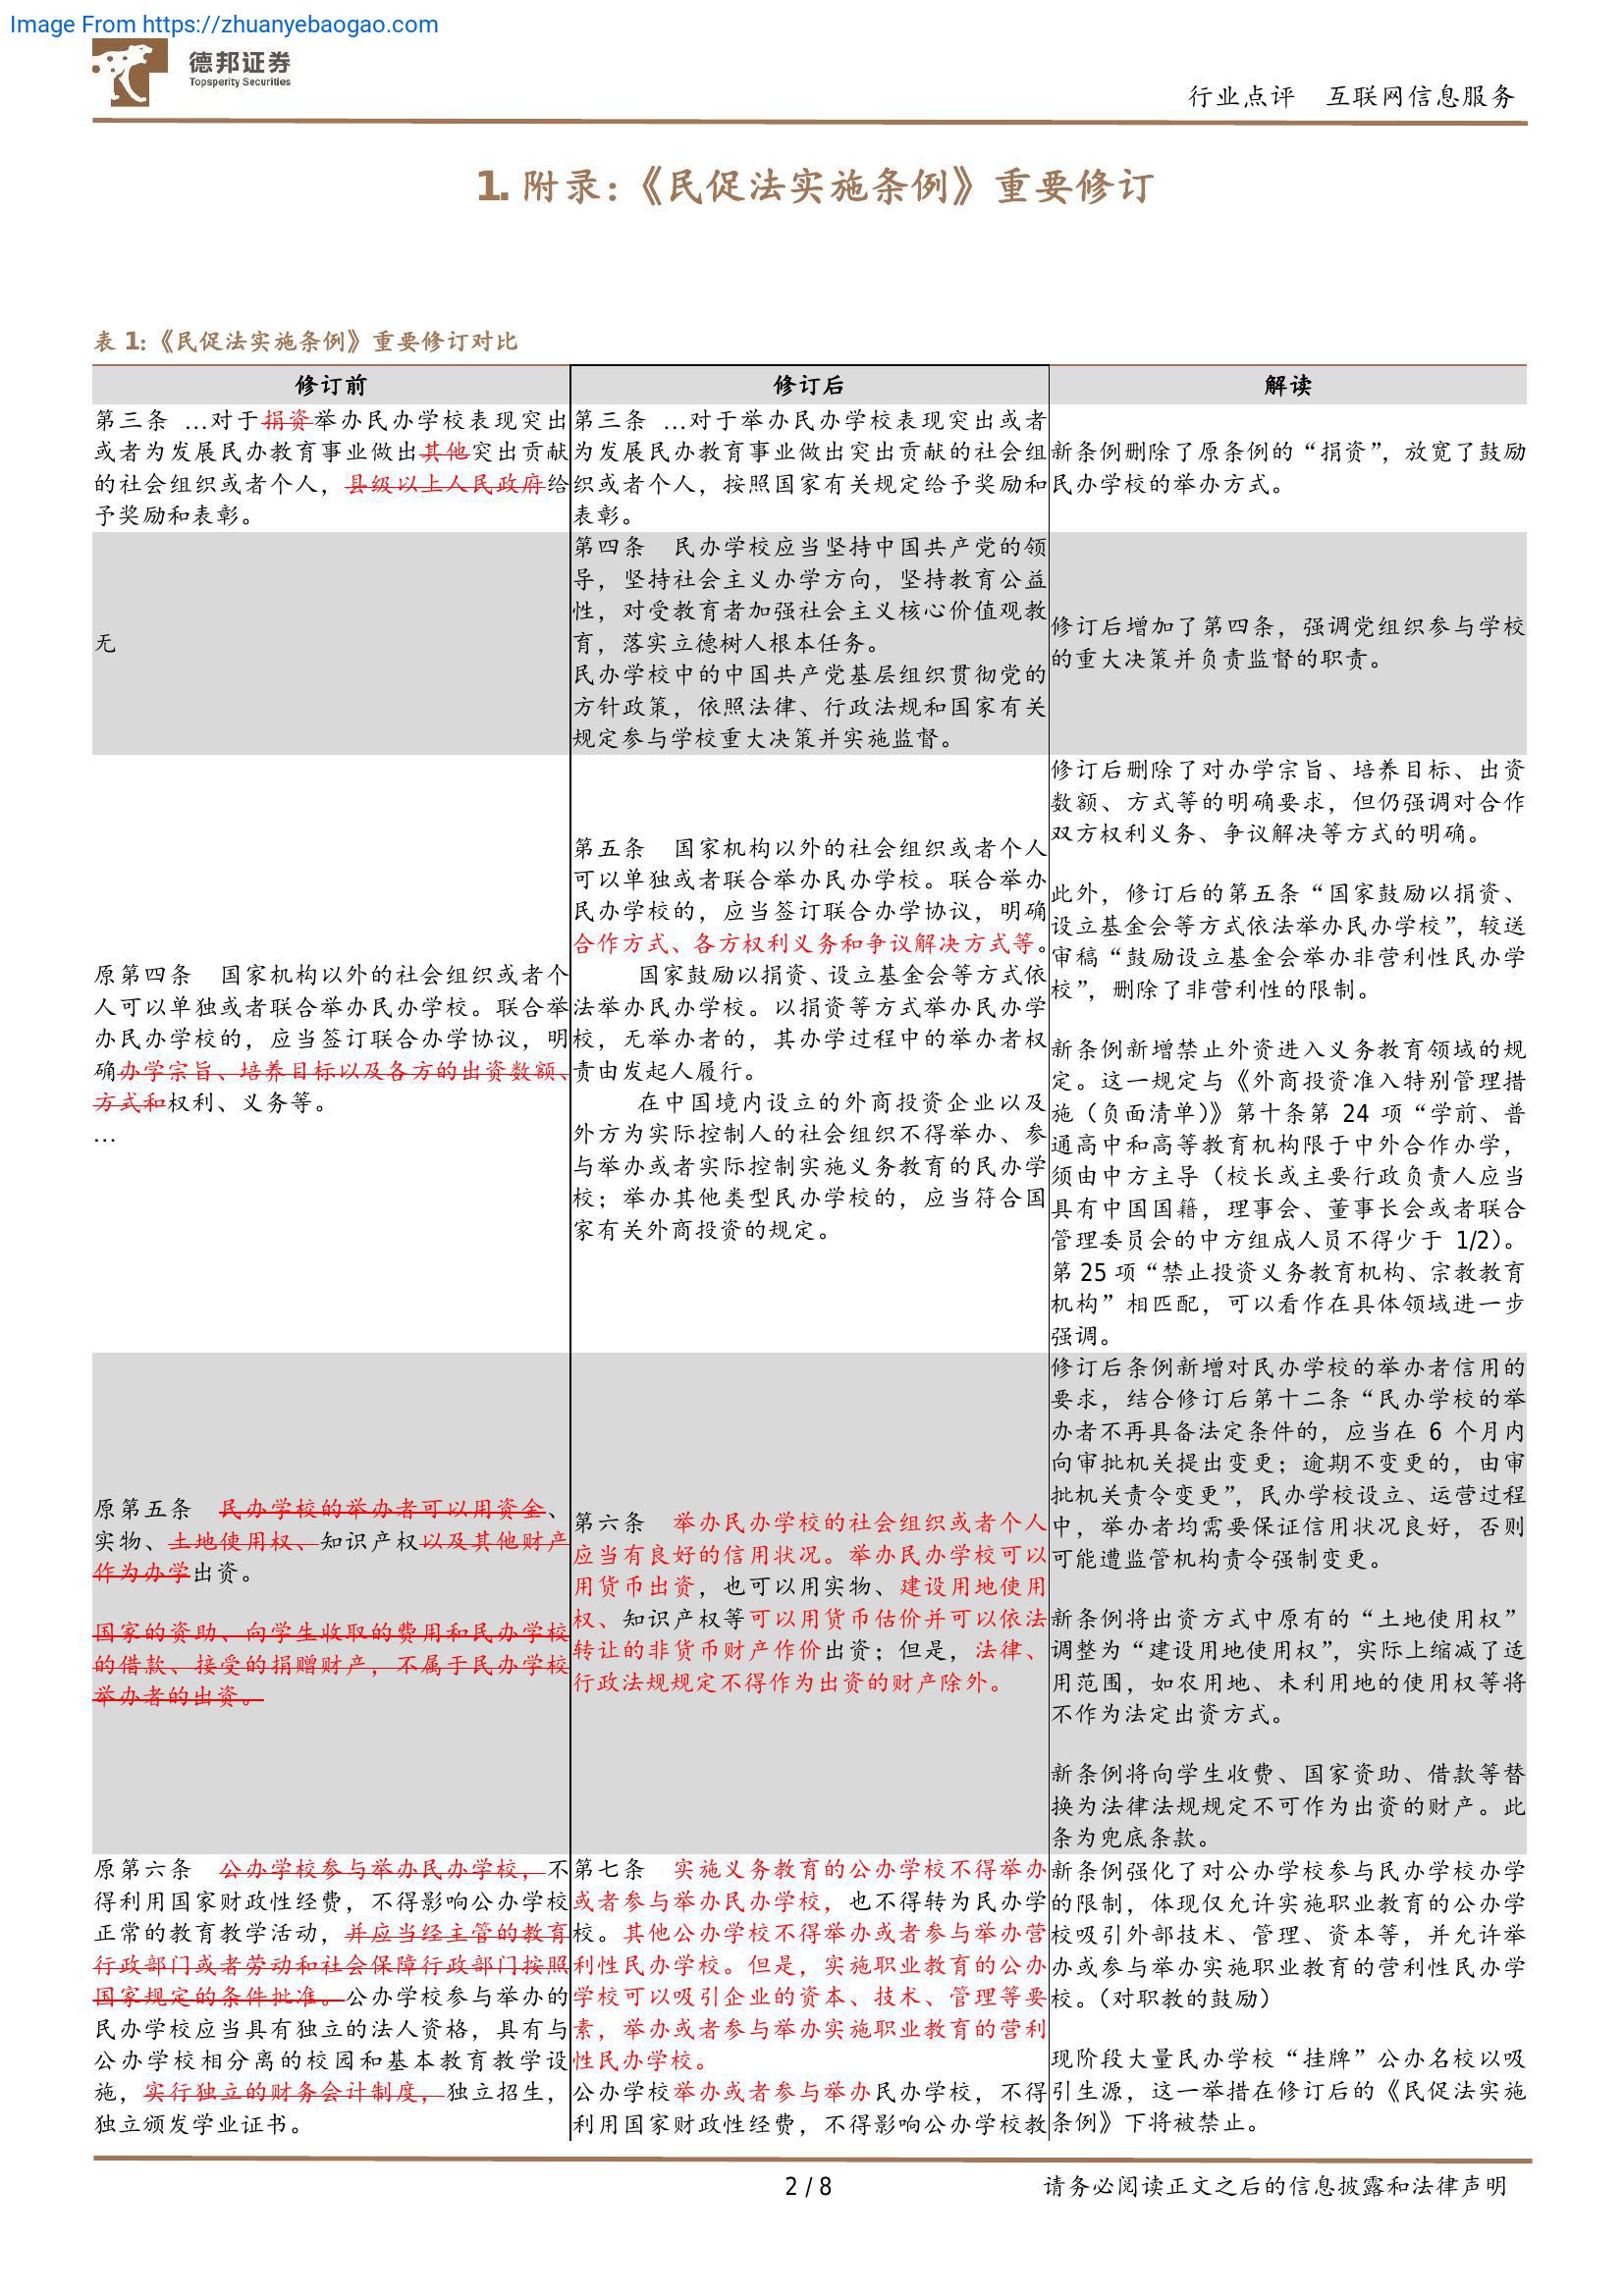 Image From https://zhuanyebaogao.com
德邦证券
Topsperity Securities
行业点评 互联网信息服务
1. 附录:《民促法实施条例》重要修订
表 1:《民促法实施条例》重要修订对比
修订前
修订后
解读
第三条 …对于捐资举办民办学校表现突出
或者为发展民办教育事业做出其他突出贡献
的社会组织或者个人，县级以上人民政府给
予奖励和表彰。
第三条 …对于举办民办学校表现突出或者
为发展民办教育事业做出突出贡献的社会组
织或者个人，按照国家有关规定给予奖励和
表彰。
新条例删除了原条例的“捐资”，放宽了鼓励
民办学校的举办方式。
无
第四条 民办学校应当坚持中国共产党的领
导，坚持社会主义办学方向，坚持教育公益
性，对受教育者加强社会主义核心价值观教
育，落实立德树人根本任务。
民办学校中的中国共产党基层组织贯彻党的
方针政策，依照法律、行政法规和国家有关
规定参与学校重大决策并实施监督。
修订后增加了第四条，强调党组织参与学校
的重大决策并负责监督的职责。
原第四条 国家机构以外的社会组织或者个
人可以单独或者联合举办民办学校。联合举
办民办学校的，应当签订联合办学协议，明
确办学宗旨、培养目标以及各方的出资数额、
方式和权利、义务等。
…
第五条 国家机构以外的社会组织或者个人
可以单独或者联合举办民办学校。联合举办
民办学校的，应当签订联合办学协议，明确
合作方式、各方权利义务和争议解决方式等。
国家鼓励以捐资、设立基金会等方式依
法举办民办学校。以捐资等方式举办民办学
校，无举办者的，其办学过程中的举办者权
责由发起人履行。
在中国境内设立的外商投资企业以及
外方为实际控制人的社会组织不得举办、参
与举办或者实际控制实施义务教育的民办学
校；举办其他类型民办学校的，应当符合国
家有关外商投资的规定。
修订后删除了对办学宗旨、培养目标、出资
数额、方式等的明确要求，但仍强调对合作
双方权利义务、争议解决等方式的明确。
此外，修订后的第五条“国家鼓励以捐资、
设立基金会等方式依法举办民办学校”，较送
审稿“鼓励设立基金会举办非营利性民办学
校”，删除了非营利性的限制。
新条例新增禁止外资进入义务教育领域的规
定。这一规定与《外商投资准入特别管理措
施（负面清单）》第十条第 24 项“学前、普
通高中和高等教育机构限于中外合作办学，
须由中方主导（校长或主要行政负责人应当
具有中国国籍，理事会、董事长会或者联合
管理委员会的中方组成人员不得少于 1/2）。
第 25 项“禁止投资义务教育机构、宗教教育
机构”相匹配，可以看作在具体领域进一步
强调。
原第五条 民办学校的举办者可以用资金、
实物、土地使用权、知识产权以及其他财产
作为办学出资。
国家的资助、向学生收取的费用和民办学校
的借款、接受的捐赠财产，不属于民办学校
举办者的出资。
第六条 举办民办学校的社会组织或者个人
应当有良好的信用状况。举办民办学校可以
用货币出资，也可以用实物、建设用地使用
权、知识产权等可以用货币估价并可以依法
转让的非货币财产作价出资；但是，法律、
行政法规规定不得作为出资的财产除外。
修订后条例新增对民办学校的举办者信用的
要求，结合修订后第十二条“民办学校的举
办者不再具备法定条件的，应当在 6 个月内
向审批机关提出变更；逾期不变更的，由审
批机关责令变更”，民办学校设立、运营过程
中，举办者均需要保证信用状况良好，否则
可能遭监管机构责令强制变更。
新条例将出资方式中原有的“土地使用权”
调整为“建设用地使用权”，实际上缩减了适
用范围，如农用地、未利用地的使用权等将
不作为法定出资方式。
新条例将向学生收费、国家资助、借款等替
换为法律法规规定不可作为出资的财产。此
条为兜底条款。
原第六条 公办学校参与举办民办学校，不
得利用国家财政性经费，不得影响公办学校
正常的教育教学活动，并应当经主管的教育
行政部门或者劳动和社会保障行政部门按照
国家规定的条件批准。公办学校参与举办的
民办学校应当具有独立的法人资格，具有与
公办学校相分离的校园和基本教育教学设
施，实行独立的财务会计制度，独立招生，
独立颁发学业证书。
第七条 实施义务教育的公办学校不得举办
或者参与举办民办学校，也不得转为民办学
校。其他公办学校不得举办或者参与举办营
利性民办学校。但是，实施职业教育的公办
学校可以吸引企业的资本、技术、管理等要
素，举办或者参与举办实施职业教育的营利
性民办学校。
公办学校举办或者参与举办民办学校，不得
利用国家财政性经费，不得影响公办学校教
新条例强化了对公办学校参与民办学校办学
的限制，体现仅允许实施职业教育的公办学
校吸引外部技术、管理、资本等，并允许举
办或参与举办实施职业教育的营利性民办学
校。（对职教的鼓励）
现阶段大量民办学校“挂牌”公办名校以吸
引生源，这一举措在修订后的《民促法实施
条例》下将被禁止。
2 / 8
请务必阅读正文之后的信息披露和法律声明